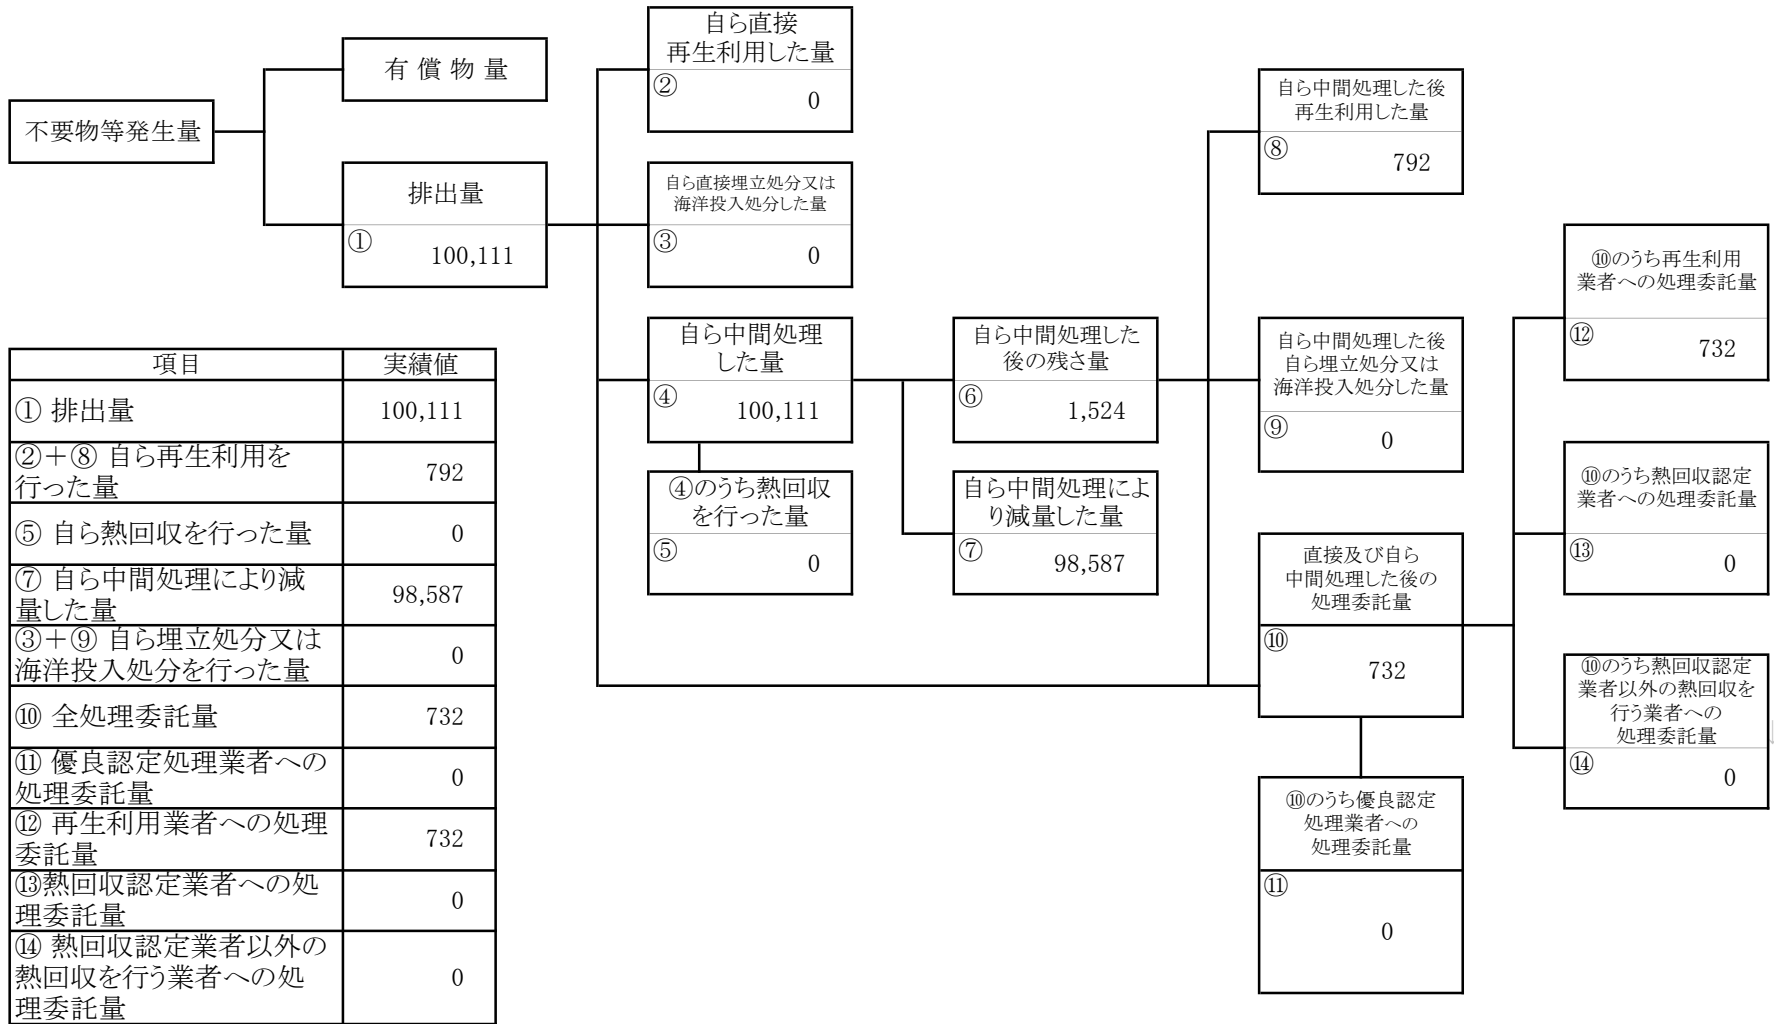 不要物等発生量
有償物量
排出量
①
100,111
自ら直接
再生利用した量
②
0
自ら直接埋立処分又は
海洋投入処分した量
③
0
自ら中間処理
した量
④
100,111
④のうち熱回収
を行った量
⑤
0
自ら中間処理した
後の残さ量
⑥
1,524
自ら中間処理によ
り減量した量
⑦
98,587
自ら中間処理した後
再生利用した量
⑧
792
自ら中間処理した後
自ら埋立処分又は
海洋投入処分した量
⑨
0
直接及び自ら
中間処理した後の
処理委託量
⑩
732
⑩のうち優良認定
処理業者への
処理委託量
⑪
0
⑩のうち再生利用
業者への処理委託量
⑫
732
⑩のうち熱回収認定
業者への処理委託量
⑬
0
⑩のうち熱回収認定
業者以外の熱回収を
行う業者への
処理委託量
⑭
0
項目 実績値
① 排出量 100,111
②＋⑧ 自ら再生利用を
行った量 792
⑤ 自ら熱回収を行った量 0
⑦ 自ら中間処理により減
量した量 98,587
③＋⑨ 自ら埋立処分又は
海洋投入処分を行った量 0
⑩ 全処理委託量 732
⑪ 優良認定処理業者への
処理委託量 0
⑫ 再生利用業者への処理
委託量 732
⑬熱回収認定業者への処
理委託量 0
⑭ 熱回収認定業者以外の
熱回収を行う業者への処
理委託量 0